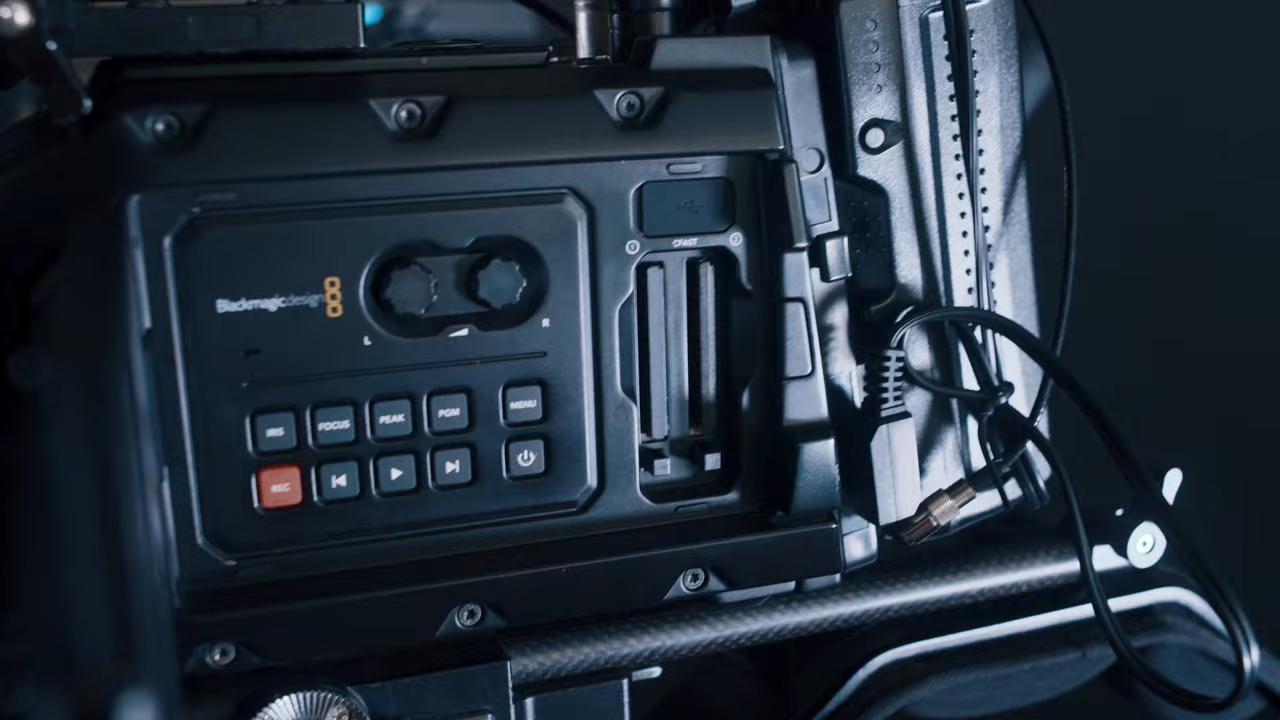 Blackmagicdesign
L
R
CFAST
1
2
IRIS
FOCUS
PEAK
PGM
MENU
REC